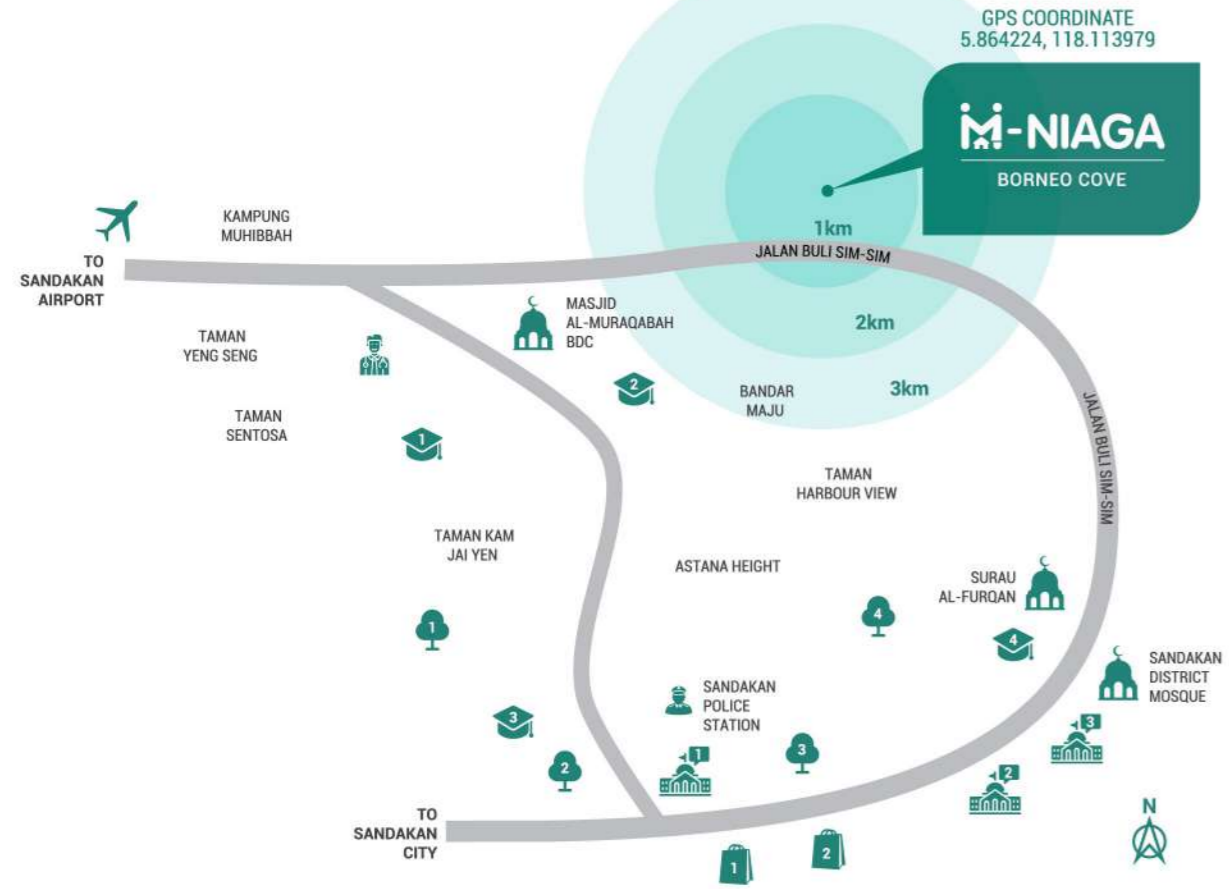 GPS COORDINATE
5.864224, 118.113979
M-NIAGA
BORNEO COVE
1km
JALAN BULI SIM-SIM
2km
3km
KAMPUNG
MUHIBBAH
TO
SANDAKAN
AIRPORT
MASJID
AL-MURAQABAH
BDC
TAMAN
YENG SENG
2
BANDAR
MAJU
JALAN BULI SIM-SIM
TAMAN
SENTOSA
1
TAMAN
HARBOUR VIEW
TAMAN KAM
JAI YEN
ASTANA HEIGHT
SURAU
AL-FURQAN
1
4
4
SANDAKAN
DISTRICT
MOSQUE
SANDAKAN
POLICE
STATION
3
2
1
3
3
2
TO
SANDAKAN
CITY
1
2
N